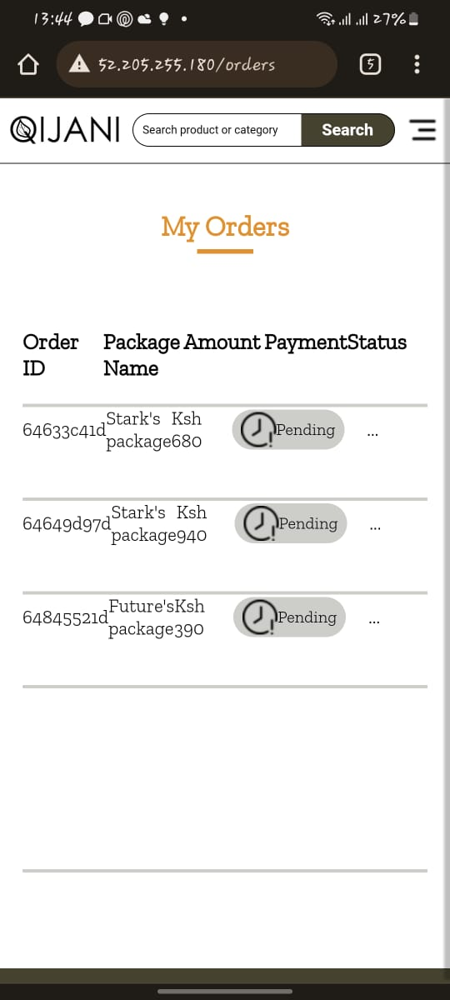 13:44 27%
52.205.255.180/orders 5
QIJANI Search product or category Search
My Orders
Order Package Amount PaymentStatus
ID Name
64633c41d Stark's package Ksh 680 Pending ...
64649d97d Stark's package Ksh 940 Pending ...
64845521d Future's package Ksh 390 Pending ...